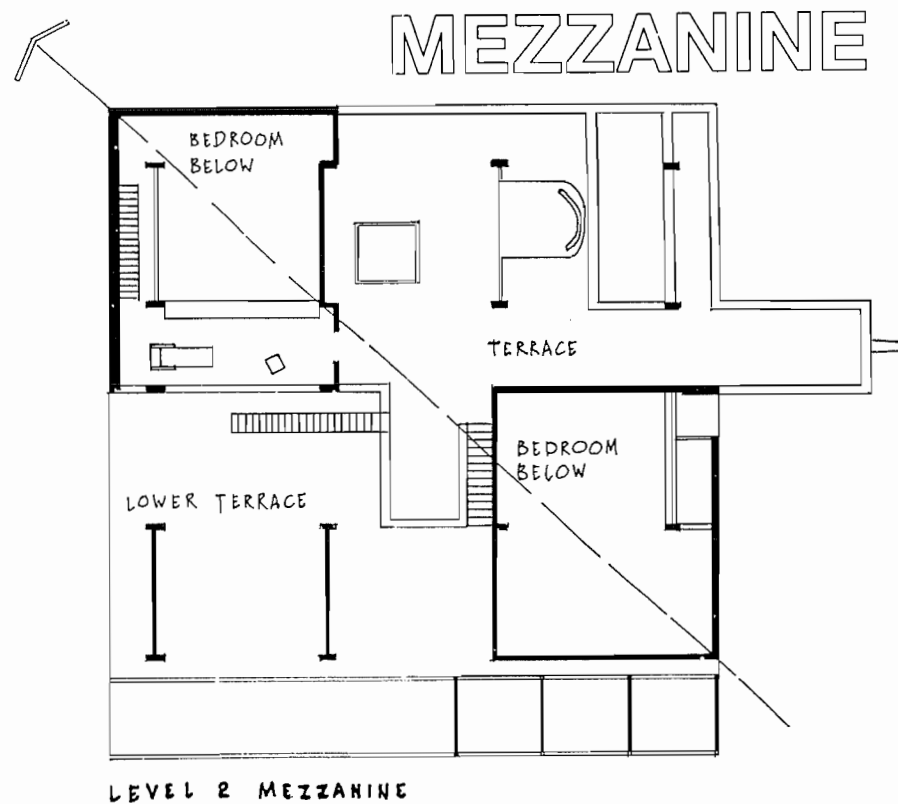 MEZZANINE
BEDROOM
BELOW
TERRACE
BEDROOM
BELOW
LOWER TERRACE
LEVEL 2 MEZZANINE